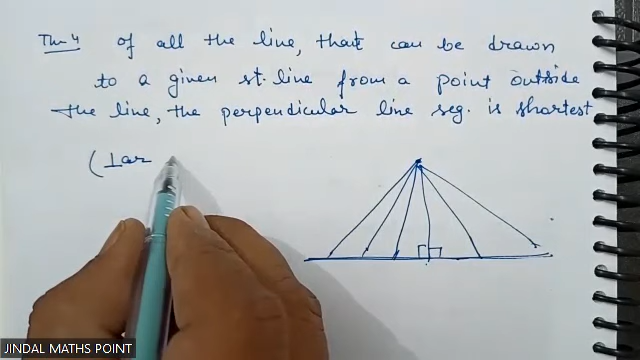 Thm 4 Of all the line, that can be drawn
to a given st. line from a point outside
the line, the perpendicular line seg. is shortest
(⊥ar
JINDAL MATHS POINT